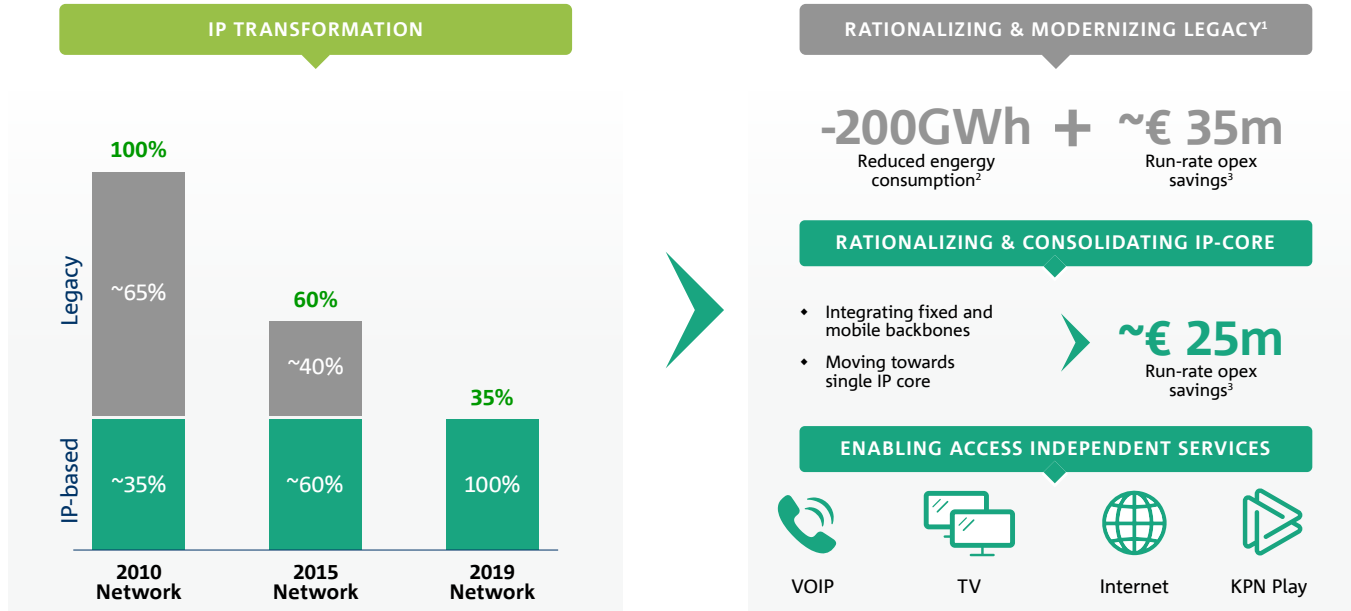 IP TRANSFORMATION
100%
Legacy
~65%
60%
~40%
35%
IP-based
~35%
~60%
100%
2010
Network
2015
Network
2019
Network
RATIONALIZING & MODERNIZING LEGACY¹
-200GWh + ~€ 35m
Reduced engergy
consumption²
Run-rate opex
savings³
RATIONALIZING & CONSOLIDATING IP-CORE
Integrating fixed and
mobile backbones
Moving towards
single IP core
~€ 25m
Run-rate opex
savings³
ENABLING ACCESS INDEPENDENT SERVICES
VOIP
TV
Internet
KPN Play